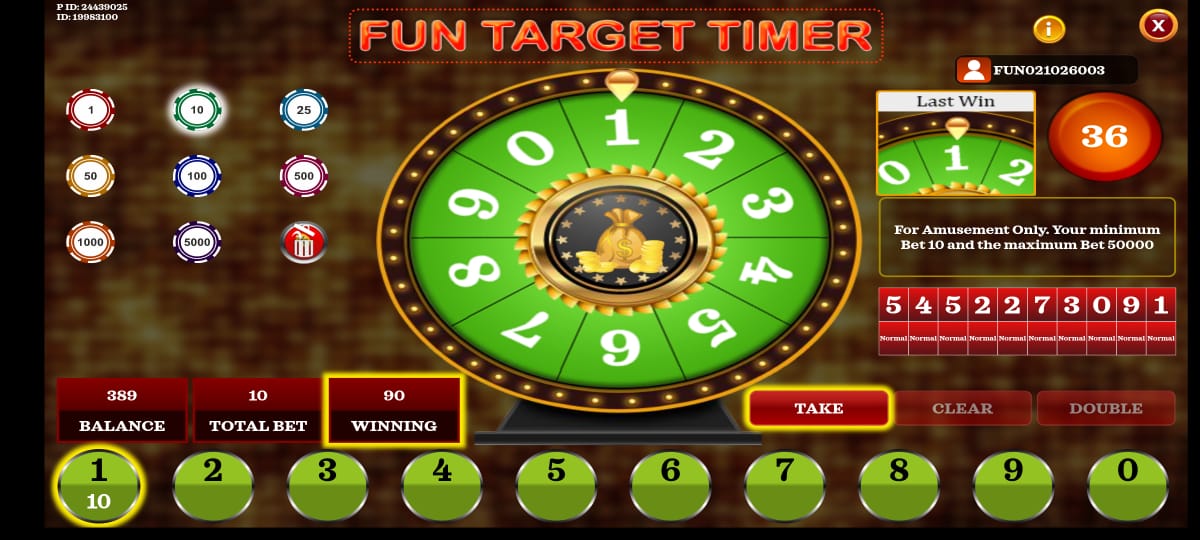 P ID: 24439025
ID: 19983100
FUN TARGET TIMER
i
X
FUN021026003
1 10 25
50 100 500
1000 5000
0 1 2 3 4 5 6 7 8 9
$
Last Win
0 1 2
36
For Amusement Only. Your minimum
Bet 10 and the maximum Bet 50000
5 4 5 2 2 7 3 0 9 1
Normal Normal Normal Normal Normal Normal Normal Normal Normal Normal
389 10 90
BALANCE TOTAL BET WINNING
TAKE CLEAR DOUBLE
1 2 3 4 5 6 7 8 9 0
10